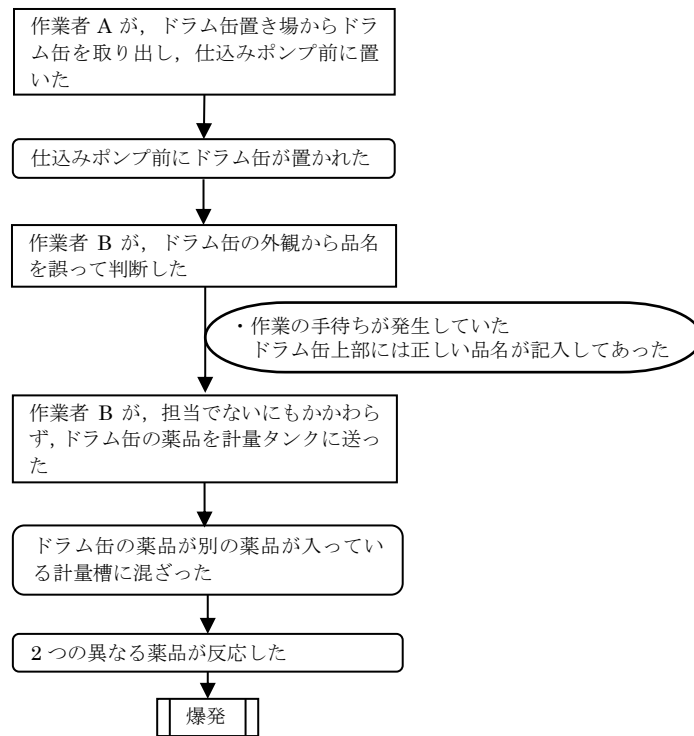 作業者 A が，ドラム缶置き場からドラ
ム缶を取り出し，仕込みポンプ前に置
いた
仕込みポンプ前にドラム缶が置かれた
作業者 B が，ドラム缶の外観から品名
を誤って判断した
・作業の手待ちが発生していた
ドラム缶上部には正しい品名が記入してあった
作業者 B が，担当でないにもかかわら
ず，ドラム缶の薬品を計量タンクに送っ
た
ドラム缶の薬品が別の薬品が入ってい
る計量槽に混ざった
2 つの異なる薬品が反応した
爆発